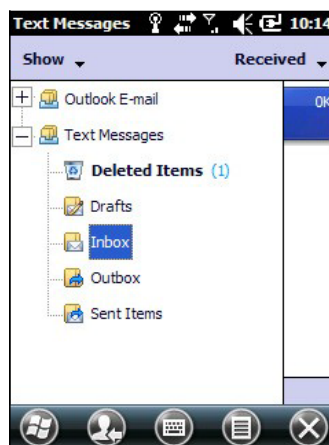 Text Messages 10:14
Show Received
Outlook E-mail OK
Text Messages
Deleted Items (1)
Drafts
Inbox
Outbox
Sent Items